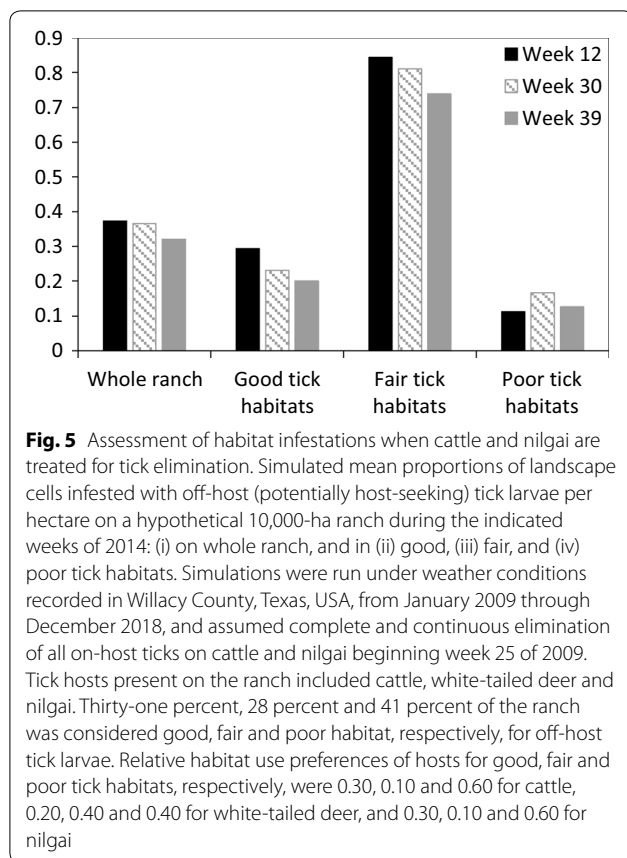 0.9
0.8
0.7
0.6
0.5
0.4
0.3
0.2
0.1
0
Week 12
Week 30
Week 39
Whole ranch
Good tick
habitats
Fair tick
habitats
Poor tick
habitats
Fig. 5 Assessment of habitat infestations when cattle and nilgai are
treated for tick elimination. Simulated mean proportions of landscape
cells infested with off-host (potentially host-seeking) tick larvae per
hectare on a hypothetical 10,000-ha ranch during the indicated
weeks of 2014: (i) on whole ranch, and in (ii) good, (iii) fair, and (iv)
poor tick habitats. Simulations were run under weather conditions
recorded in Willacy County, Texas, USA, from January 2009 through
December 2018, and assumed complete and continuous elimination
of all on-host ticks on cattle and nilgai beginning week 25 of 2009.
Tick hosts present on the ranch included cattle, white-tailed deer and
nilgai. Thirty-one percent, 28 percent and 41 percent of the ranch
was considered good, fair and poor habitat, respectively, for off-host
tick larvae. Relative habitat use preferences of hosts for good, fair and
poor tick habitats, respectively, were 0.30, 0.10 and 0.60 for cattle,
0.20, 0.40 and 0.40 for white-tailed deer, and 0.30, 0.10 and 0.60 for
nilgai